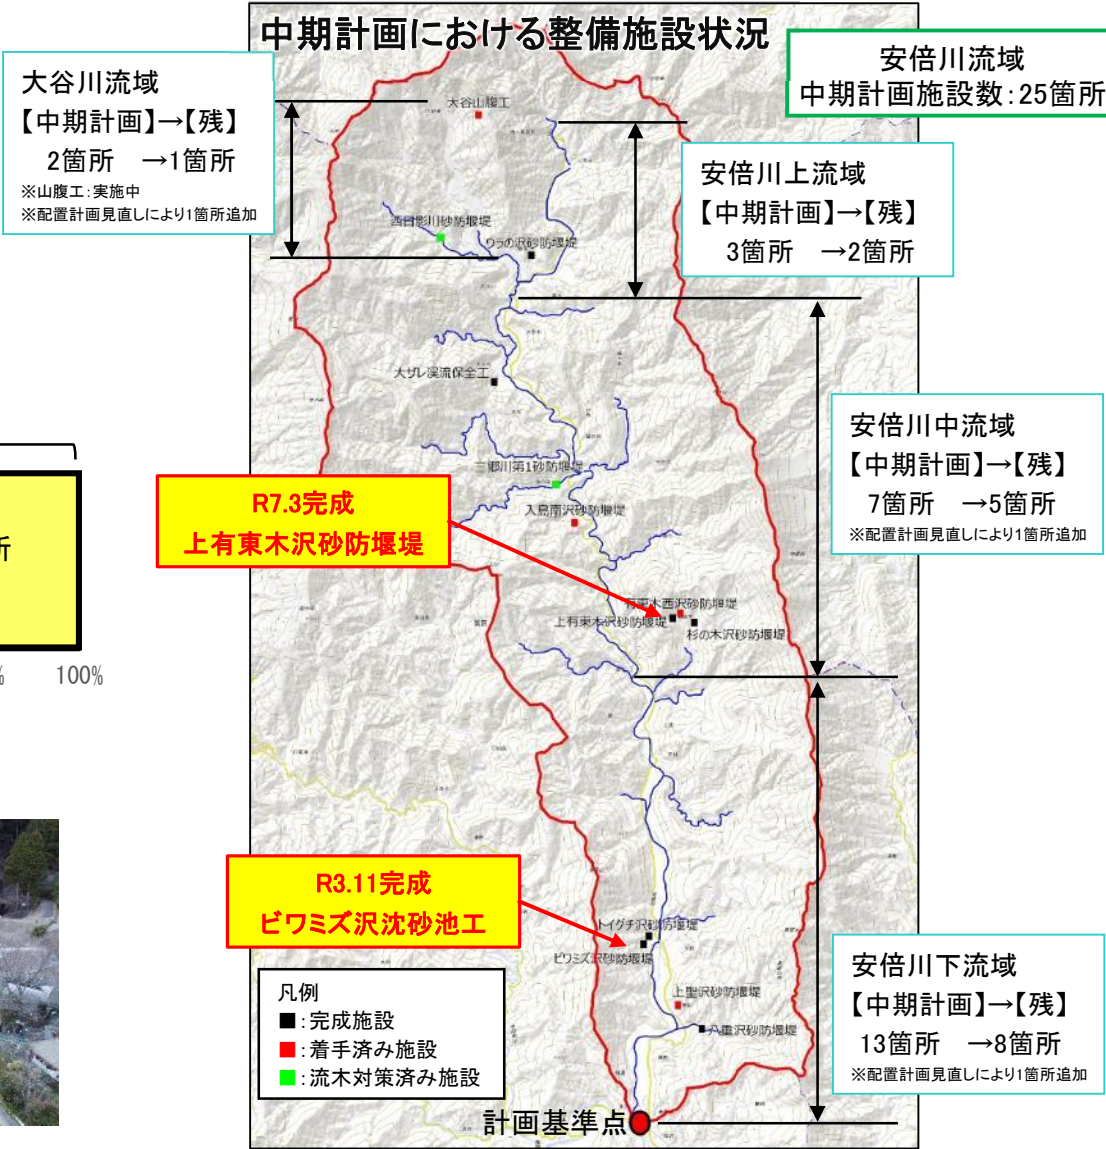 中期計画における整備施設状況
安倍川流域
中期計画施設数:25箇所
大谷川流域
【中期計画】→【残】
2箇所 →1箇所
※山腹工:実施中
※配置計画見直しにより1箇所追加
安倍川上流域
【中期計画】→【残】
3箇所 →2箇所
大谷山腹工
西日影川砂防堰堤
ウラの沢砂防堰堤
大ザレ渓流保全工
安倍川中流域
【中期計画】→【残】
7箇所 →5箇所
※配置計画見直しにより1箇所追加
三郷川第1砂防堰堤
入島南沢砂防堰堤
R7.3完成
上有東木沢砂防堰堤
所
有東木西沢砂防堰堤
上有東木沢砂防堰堤
杉の木沢砂防堰堤
%
100%
R3.11完成
ビワミズ沢沈砂池工
トイグチ沢砂防堰堤
ビワミズ沢砂防堰堤
上聖沢砂防堰堤
八重沢砂防堰堤
安倍川下流域
【中期計画】→【残】
13箇所 →8箇所
※配置計画見直しにより1箇所追加
凡例
■:完成施設
■:着手済み施設
■:流木対策済み施設
計画基準点